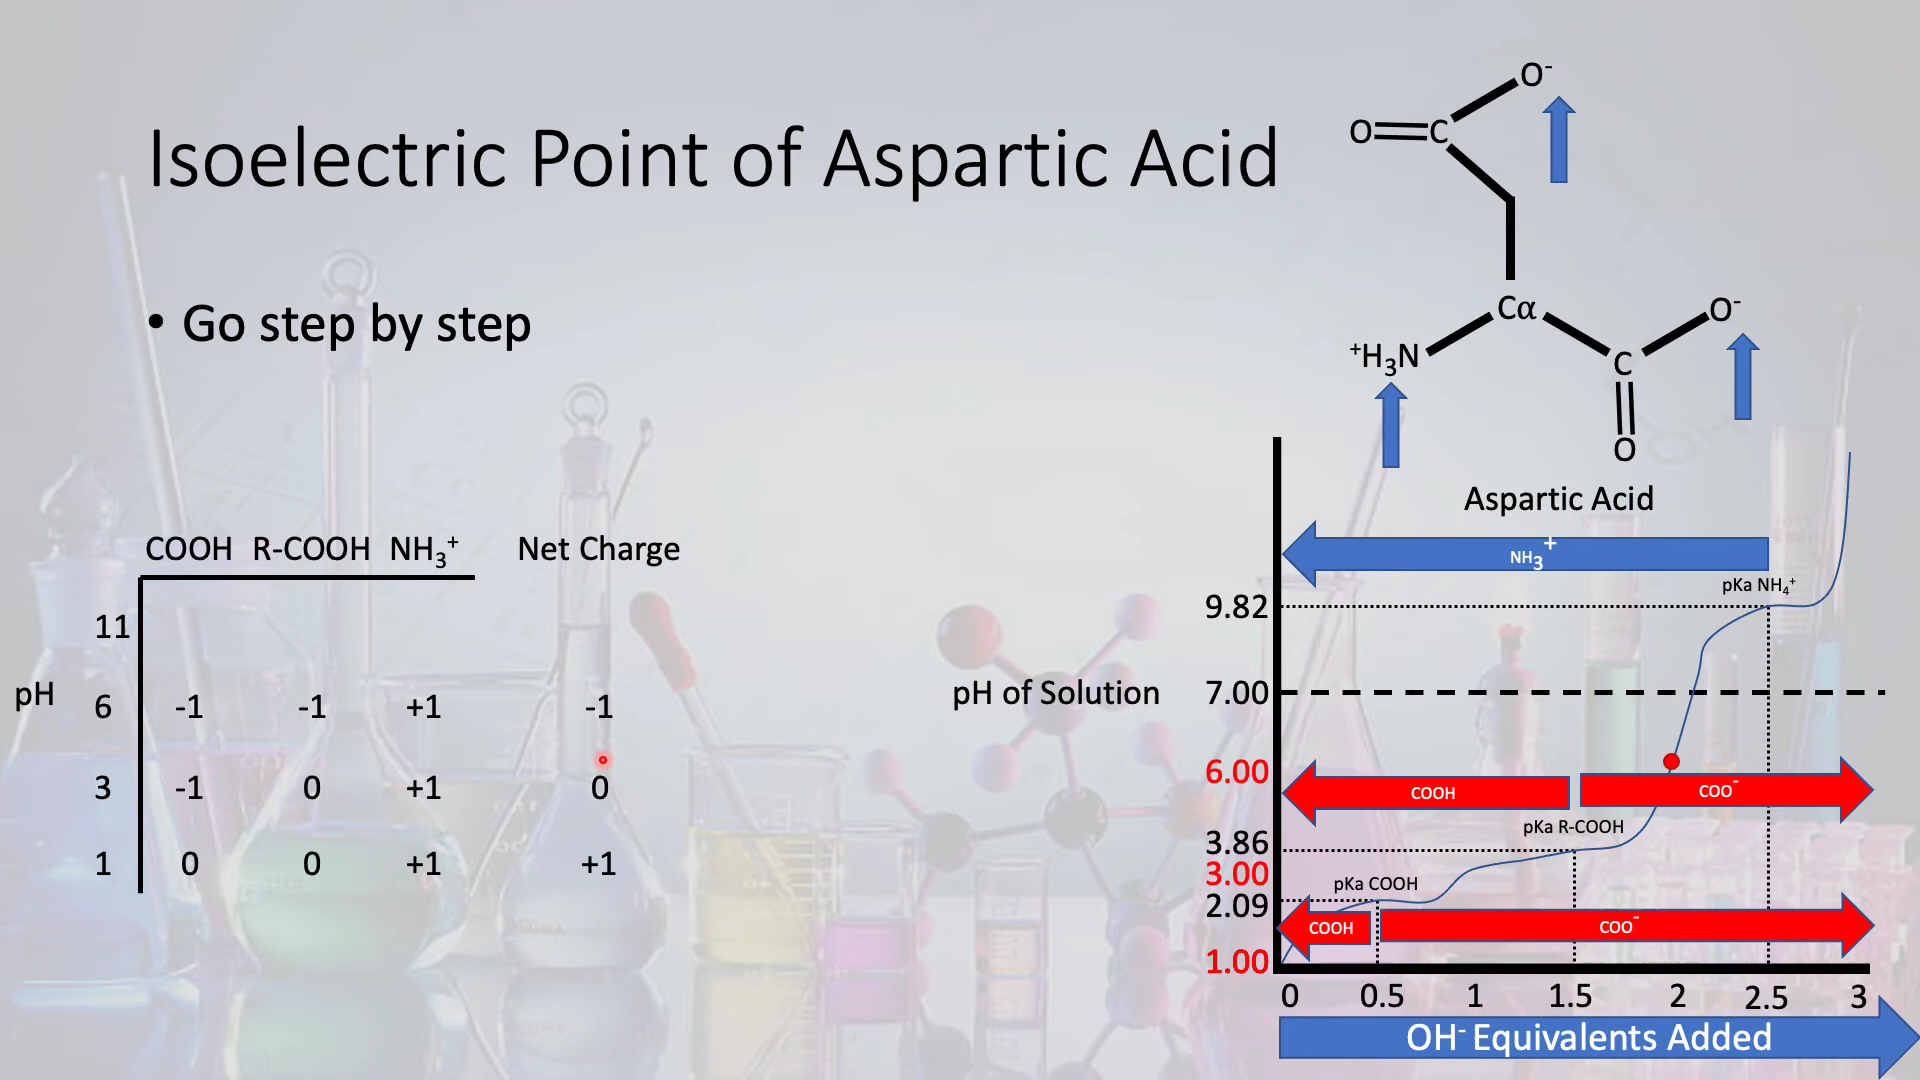 Isoelectric Point of Aspartic Acid
• Go step by step
O⁻
O
C
Cα
O⁻
⁺H₃N
C
O
Aspartic Acid
COOH R-COOH NH₃⁺ Net Charge
pH
11
6 -1 -1 +1 -1
3 -1 0 +1 0
1 0 0 +1 +1
NH₃⁺
pKa NH₄⁺
9.82
pH of Solution 7.00
6.00
COOH COO⁻
pKa R-COOH
3.86
3.00
pKa COOH
2.09
COOH COO⁻
1.00
0 0.5 1 1.5 2 2.5 3
OH⁻ Equivalents Added